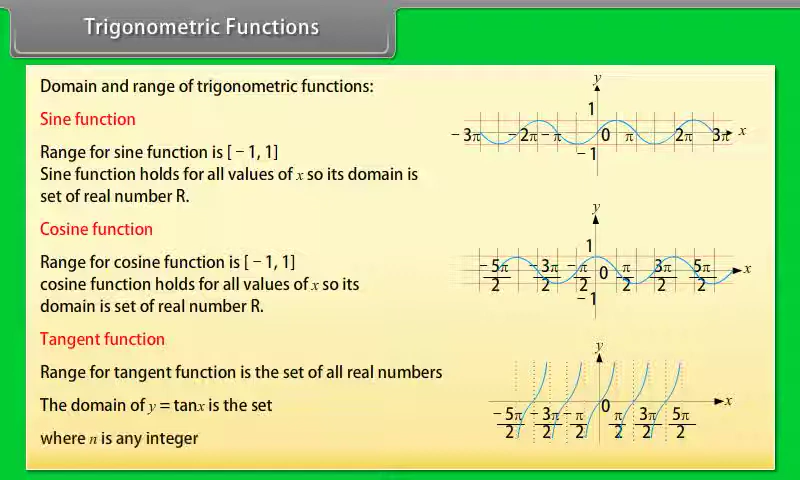 Trigonometric Functions
Domain and range of trigonometric functions:
Sine function
Range for sine function is [ − 1, 1]
Sine function holds for all values of x so its domain is
set of real number R.
Cosine function
Range for cosine function is [ − 1, 1]
cosine function holds for all values of x so its
domain is set of real number R.
Tangent function
Range for tangent function is the set of all real numbers
The domain of y = tanx is the set
where n is any integer
y
1
− 3π − 2π − π 0 π 2π 3π x
− 1
y
1
− 5π − 3π − π 0 π 3π 5π x
2 2 2 2 2 2
− 1
y
0 x
− 5π − 3π − π π 3π 5π
2 2 2 2 2 2